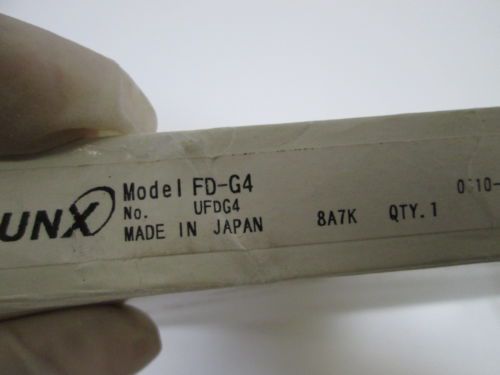 UNX
Model FD-G4
No. UFDG4
MADE IN JAPAN 8A7K QTY.1